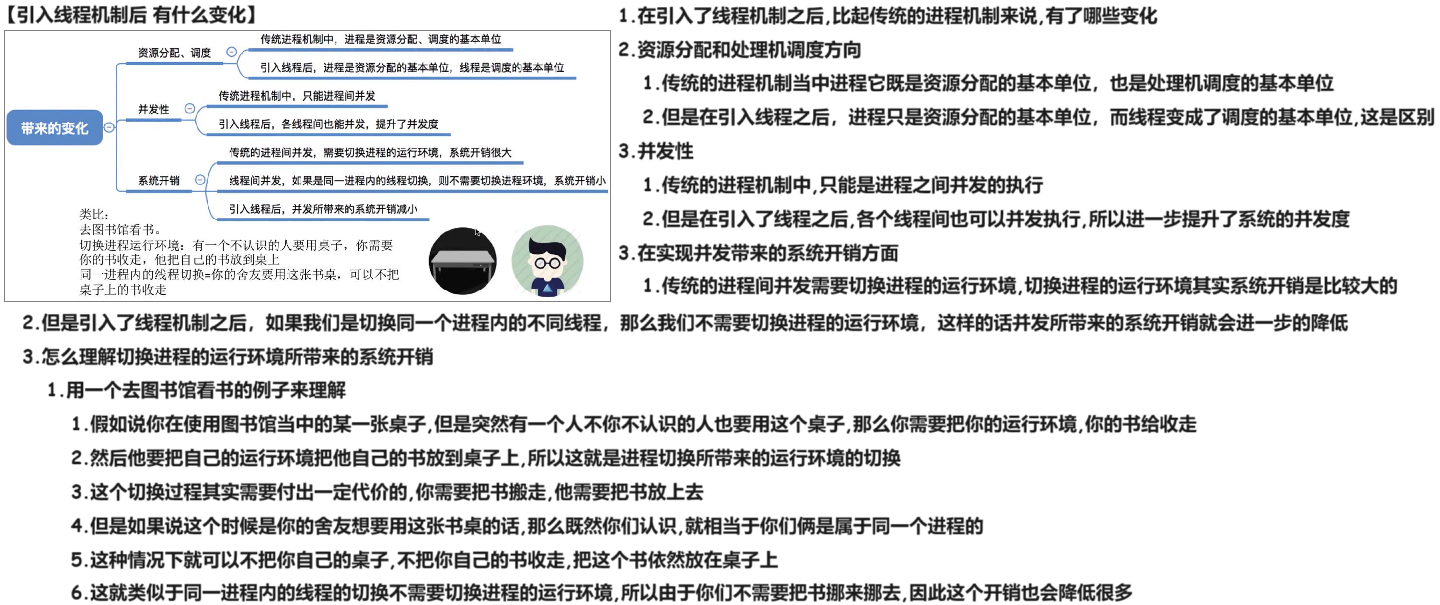 【引入线程机制后 有什么变化】
带来的变化
资源分配、调度
传统进程机制中，进程是资源分配、调度的基本单位
引入线程后，进程是资源分配的基本单位，线程是调度的基本单位
并发性
传统进程机制中，只能进程间并发
引入线程后，各线程间也能并发，提升了并发度
系统开销
传统的进程间并发，需要切换进程的运行环境，系统开销很大
线程间并发，如果是同一进程内的线程切换，则不需要切换进程环境，系统开销小
引入线程后，并发所带来的系统开销减小
类比：
去图书馆看书。
切换进程运行环境：有一个不认识的人要用桌子，你需要
你的书收走，他把自己的书放到桌上
同一进程内的线程切换=你的舍友要用这张书桌，可以不把
桌子上的书收走
1.在引入了线程机制之后,比起传统的进程机制来说,有了哪些变化
2.资源分配和处理机调度方向
1.传统的进程机制当中进程它既是资源分配的基本单位，也是处理机调度的基本单位
2.但是在引入线程之后，进程只是资源分配的基本单位，而线程变成了调度的基本单位,这是区别
3.并发性
1.传统的进程机制中,只能是进程之间并发的执行
2.但是在引入了线程之后,各个线程间也可以并发执行,所以进一步提升了系统的并发度
3.在实现并发带来的系统开销方面
1.传统的进程间并发需要切换进程的运行环境,切换进程的运行环境其实系统开销是比较大的
2.但是引入了线程机制之后，如果我们是切换同一个进程内的不同线程，那么我们不需要切换进程的运行环境，这样的话并发所带来的系统开销就会进一步的降低
3.怎么理解切换进程的运行环境所带来的系统开销
1.用一个去图书馆看书的例子来理解
1.假如说你在使用图书馆当中的某一张桌子,但是突然有一个人不你不认识的人也要用这个桌子,那么你需要把你的运行环境,你的书给收走
2.然后他要把自己的运行环境把他自己的书放到桌子上,所以这就是进程切换所带来的运行环境的切换
3.这个切换过程其实需要付出一定代价的,你需要把书搬走,他需要把书放上去
4.但是如果说这个时候是你的舍友想要用这张书桌的话,那么既然你们认识,就相当于你们俩是属于同一个进程的
5.这种情况下就可以不把你自己的桌子,不把你自己的书收走,把这个书依然放在桌子上
6.这就类似于同一进程内的线程的切换不需要切换进程的运行环境,所以由于你们不需要把书挪来挪去,因此这个开销也会降低很多